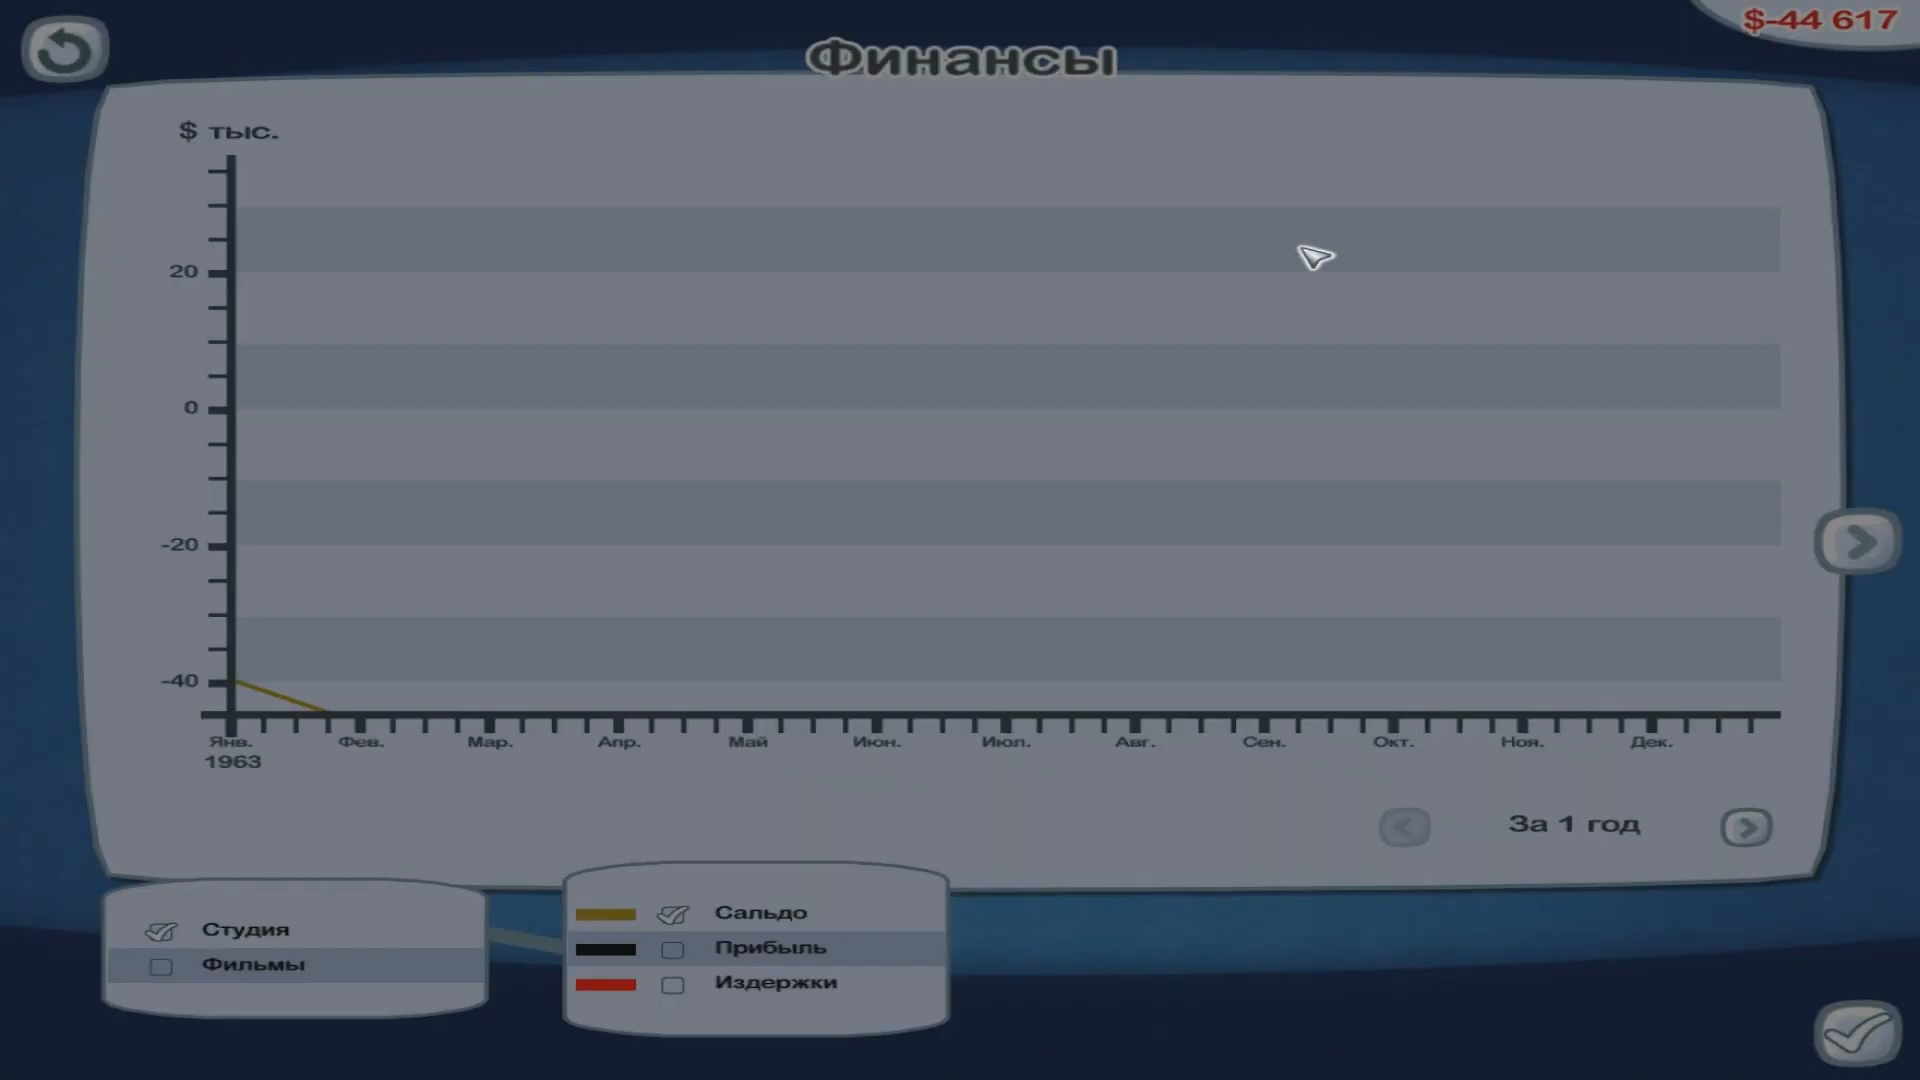 $-44 617
Финансы
$ тыс.
20
0
-20
-40
Янв. Фев. Мар. Апр. Май Июн. Июл. Авг. Сен. Окт. Ноя. Дек.
1963
За 1 год
Студия
Фильмы
Сальдо
Прибыль
Издержки